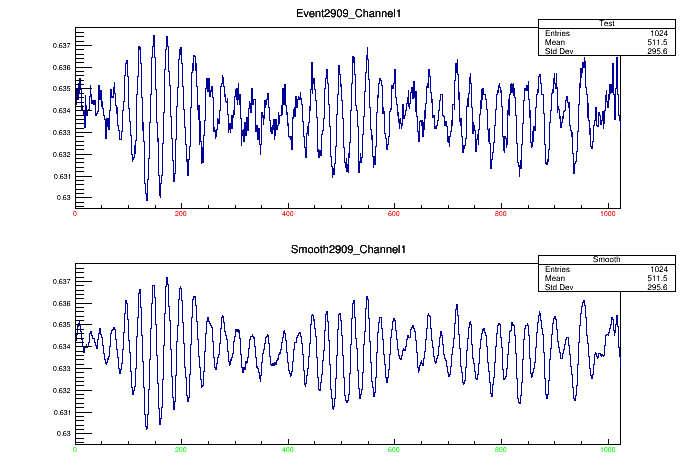 Event2909_Channel1
Test
Entries 1024
Mean 511.5
Std Dev 295.6
0.637
0.636
0.635
0.634
0.633
0.632
0.631
0.63
0 200 400 600 800 1000
Smooth2909_Channel1
Smooth
Entries 1024
Mean 511.5
Std Dev 295.6
0.637
0.636
0.635
0.634
0.633
0.632
0.631
0.63
0 200 400 600 800 1000